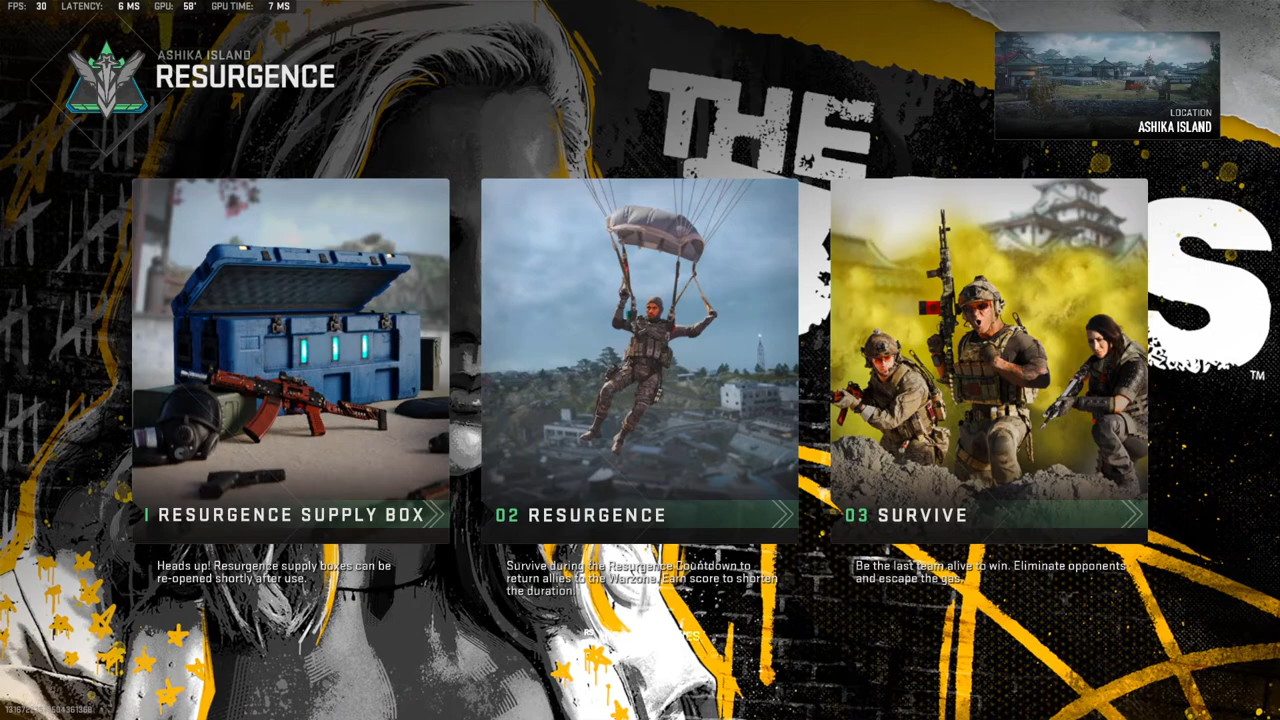 FPS: 30 LATENCY: 6 MS GPU: 58° GPU TIME: 7 MS
ASHIKA ISLAND
RESURGENCE
THE
S
TM
LOCATION
ASHIKA ISLAND
RESURGENCE SUPPLY BOX
02 RESURGENCE
03 SURVIVE
Heads up! Resurgence supply boxes can be
re-opened shortly after use.
Survive during the Resurgence Countdown to
return allies to the Warzone. Earn score to shorten
the duration.
Be the last team alive to win. Eliminate opponents
and escape the gas.